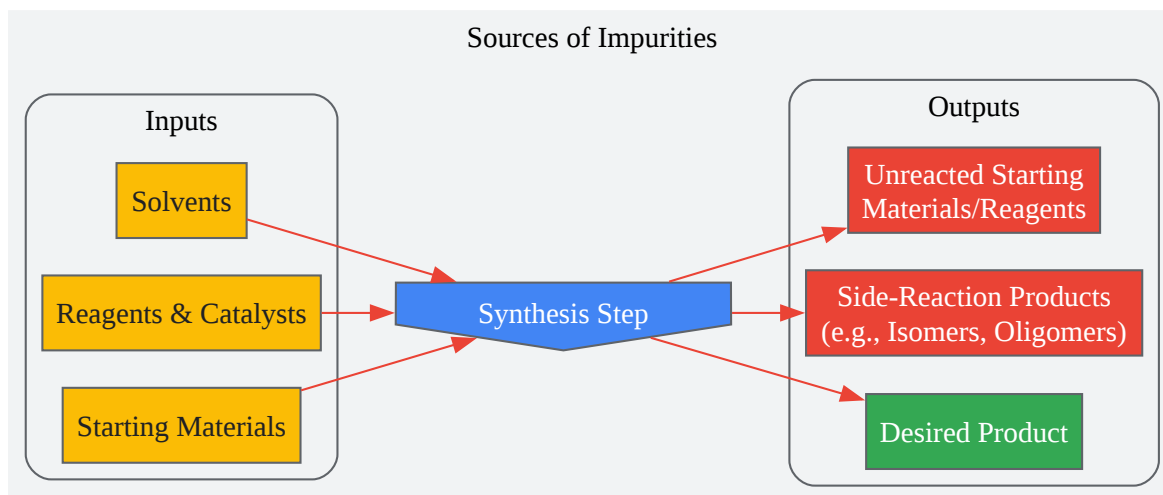 Sources of Impurities
Inputs
Solvents
Reagents & Catalysts
Starting Materials
Synthesis Step
Outputs
Unreacted Starting
Materials/Reagents
Side-Reaction Products
(e.g., Isomers, Oligomers)
Desired Product